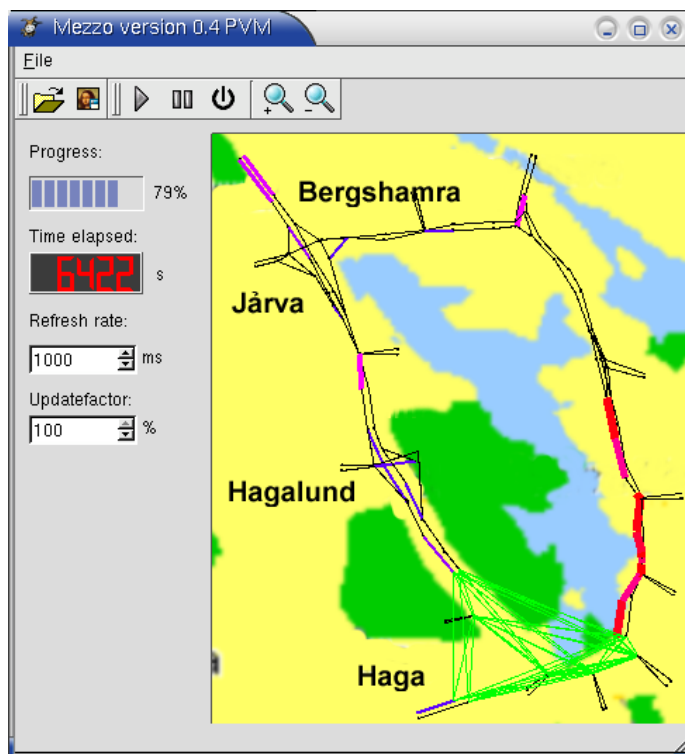 Mezzo version 0.4 PVM
File
Progress:
79%
Time elapsed:
6422 s
Refresh rate:
1000 ms
Updatefactor:
100 %
Bergshamra
Jårva
Hagalund
Haga